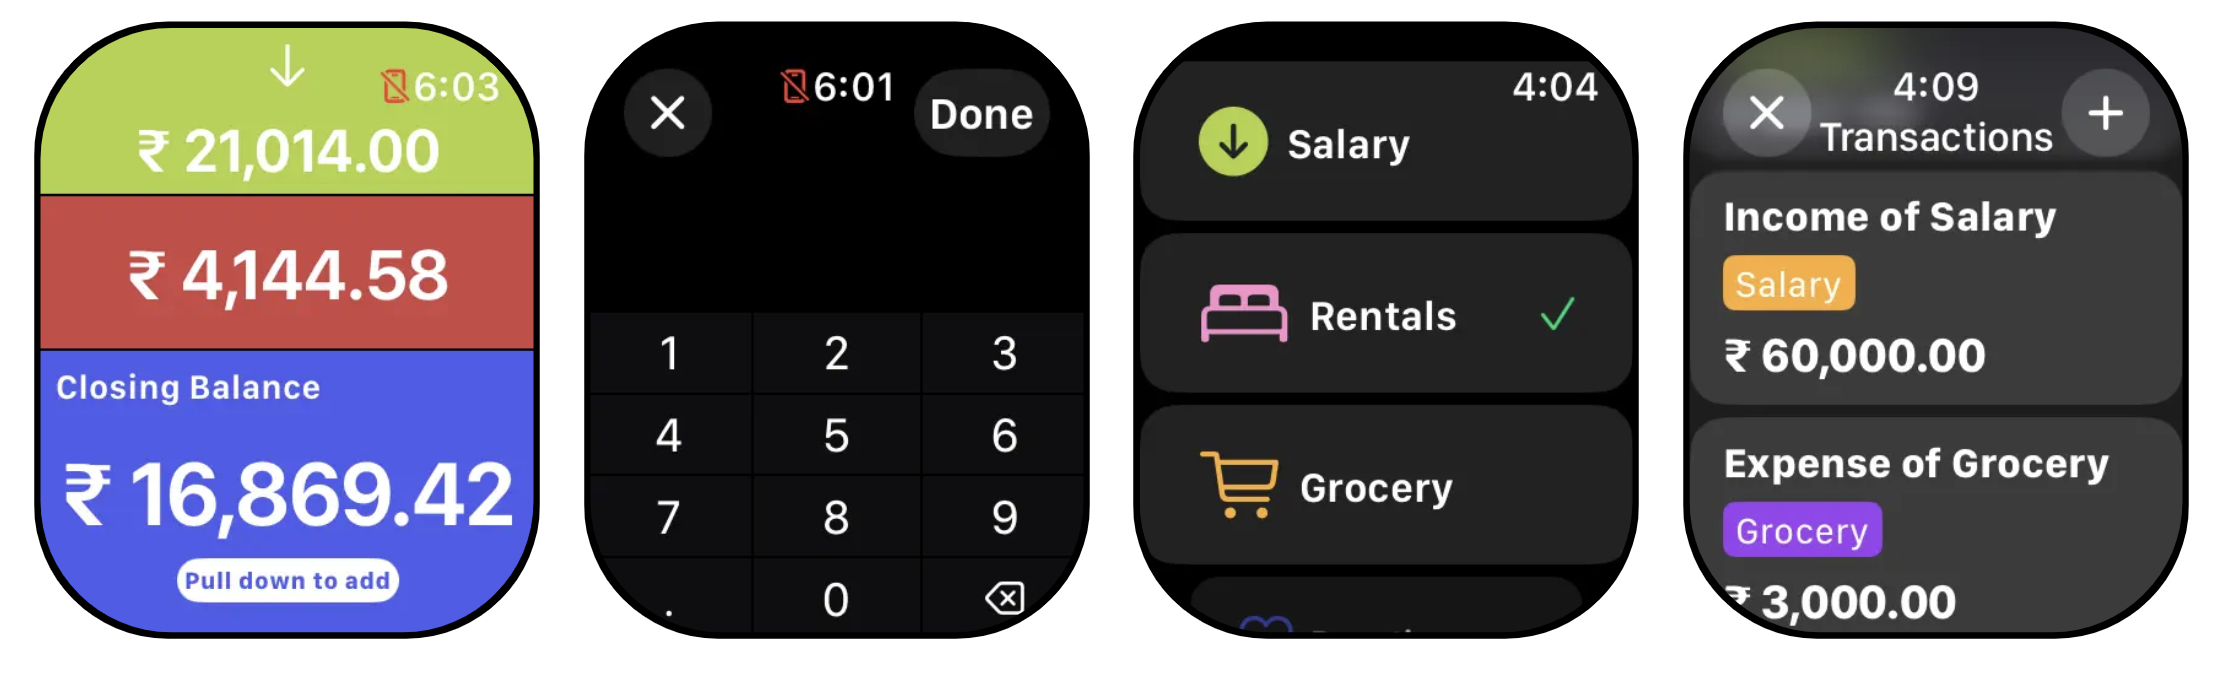 6:03
₹ 21,014.00
₹ 4,144.58
Closing Balance
₹ 16,869.42
Pull down to add
6:01
Done
1 2 3
4 5 6
7 8 9
. 0
4:04
Salary
Rentals
Grocery
4:09
Transactions
Income of Salary
Salary
₹ 60,000.00
Expense of Grocery
Grocery
₹ 3,000.00